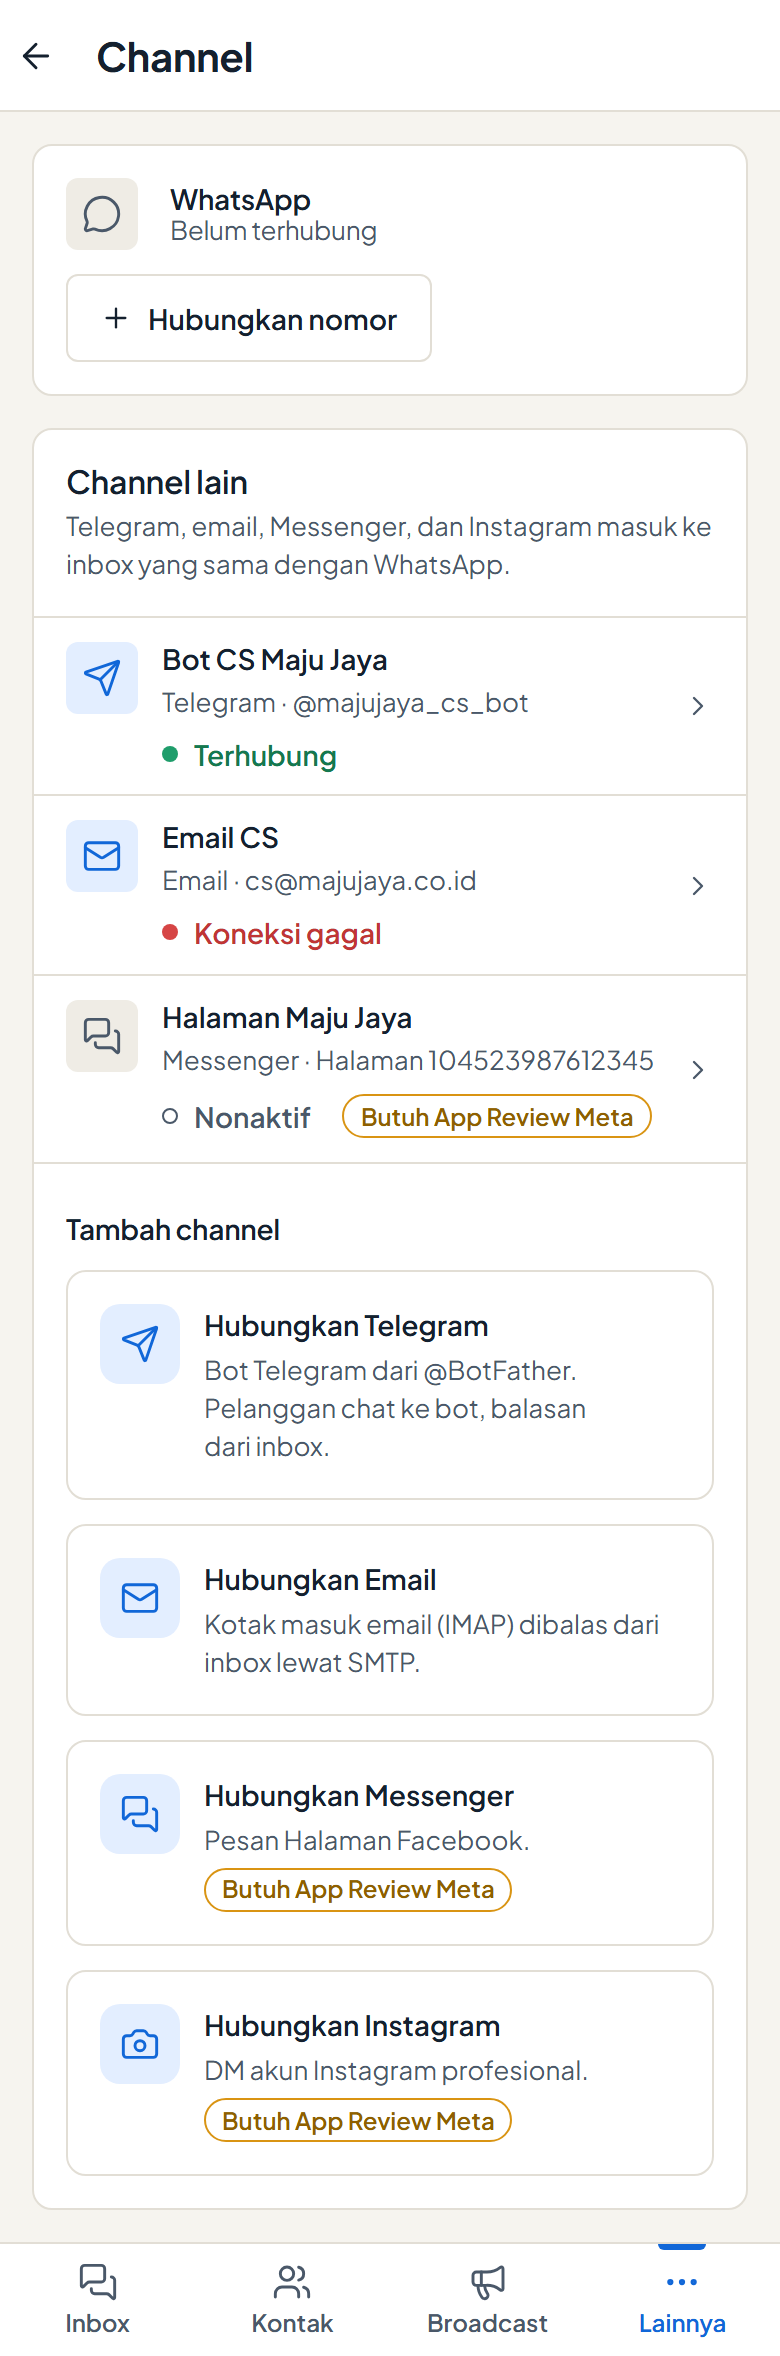 Channel
WhatsApp
Belum terhubung
Hubungkan nomor
Channel lain
Telegram, email, Messenger, dan Instagram masuk ke
inbox yang sama dengan WhatsApp.
Bot CS Maju Jaya
Telegram · @majujaya_cs_bot
Terhubung
Email CS
Email · cs@majujaya.co.id
Koneksi gagal
Halaman Maju Jaya
Messenger · Halaman 104523987612345
Nonaktif Butuh App Review Meta
Tambah channel
Hubungkan Telegram
Bot Telegram dari @BotFather.
Pelanggan chat ke bot, balasan
dari inbox.
Hubungkan Email
Kotak masuk email (IMAP) dibalas dari
inbox lewat SMTP.
Hubungkan Messenger
Pesan Halaman Facebook.
Butuh App Review Meta
Hubungkan Instagram
DM akun Instagram profesional.
Butuh App Review Meta
Inbox Kontak Broadcast Lainnya